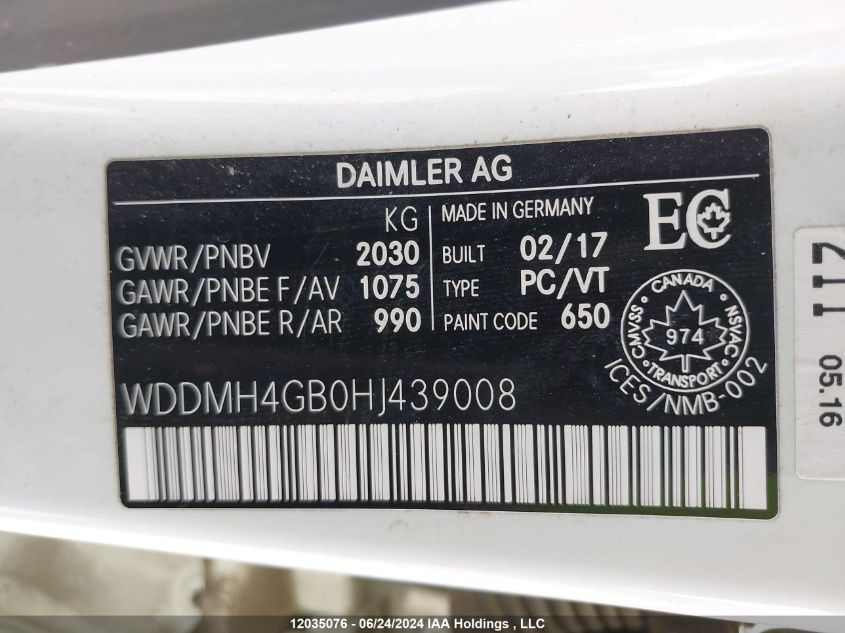 DAIMLER AG
KG
GVWR/PNBV 2030
GAWR/PNBE F/AV 1075
GAWR/PNBE R/AR 990
MADE IN GERMANY
BUILT 02/17
TYPE PC/VT
PAINT CODE 650
EC
CANADA
CMVSS 974 NSVAC
TRANSPORT
ICES/NMB-002
WDDMH4GB0HJ439008
05.16
12035076 - 06/24/2024 IAA Holdings , LLC